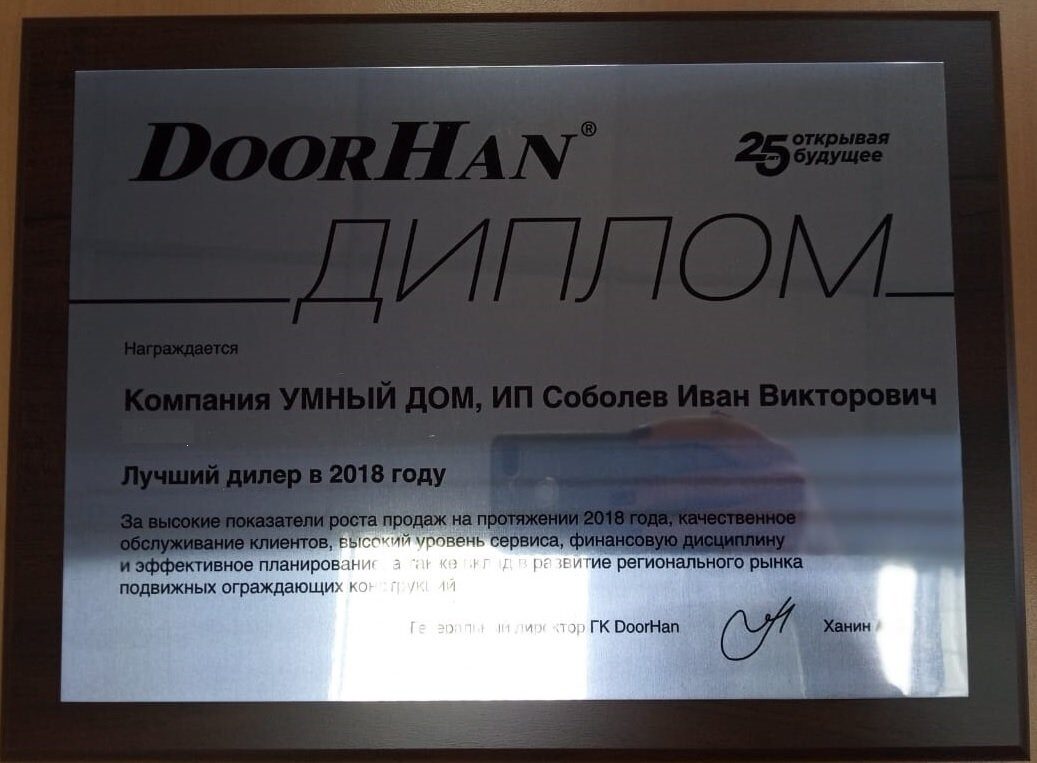 DOORHAN®
25 ЛЕТ открывая
будущее
ДИПЛОМ
Награждается
Компания УМНЫЙ ДОМ, ИП Соболев Иван Викторович
Лучший дилер в 2018 году
За высокие показатели роста продаж на протяжении 2018 года, качественное
обслуживание клиентов, высокий уровень сервиса, финансовую дисциплину
и эффективное планирование, а также вклад в развитие регионального рынка
подвижных ограждающих конструкций
Генеральный директор ГК DoorHan
Ханин